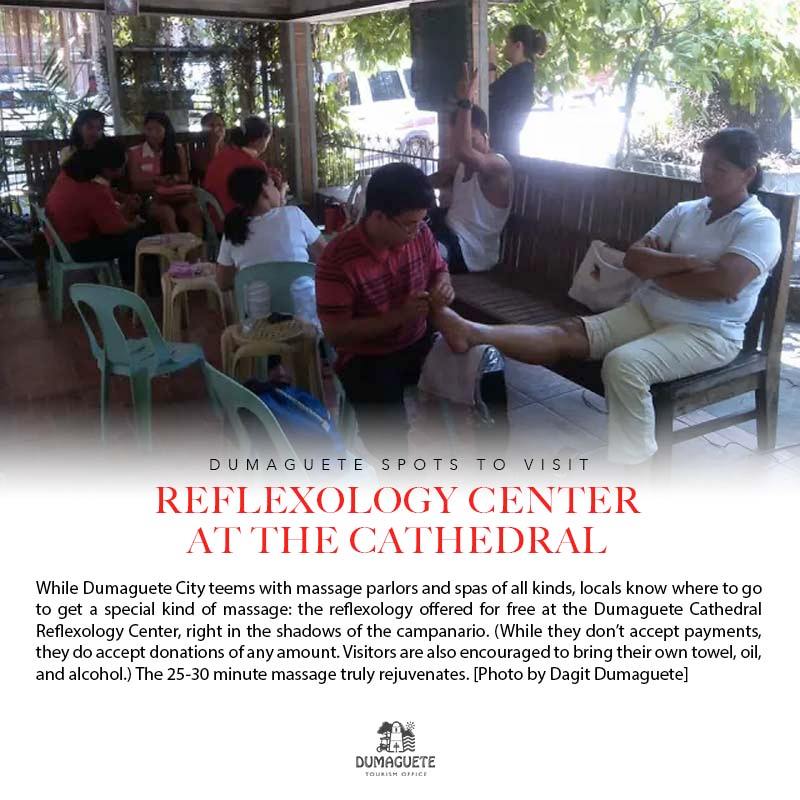 DUMAGUETE SPOTS TO VISIT
REFLEXOLOGY CENTER
AT THE CATHEDRAL
While Dumaguete City teems with massage parlors and spas of all kinds, locals know where to go
to get a special kind of massage: the reflexology offered for free at the Dumaguete Cathedral
Reflexology Center, right in the shadows of the campanario. (While they don’t accept payments,
they do accept donations of any amount. Visitors are also encouraged to bring their own towel, oil,
and alcohol.) The 25-30 minute massage truly rejuvenates. [Photo by Dagit Dumaguete]
DUMAGUETE
TOURISM OFFICE